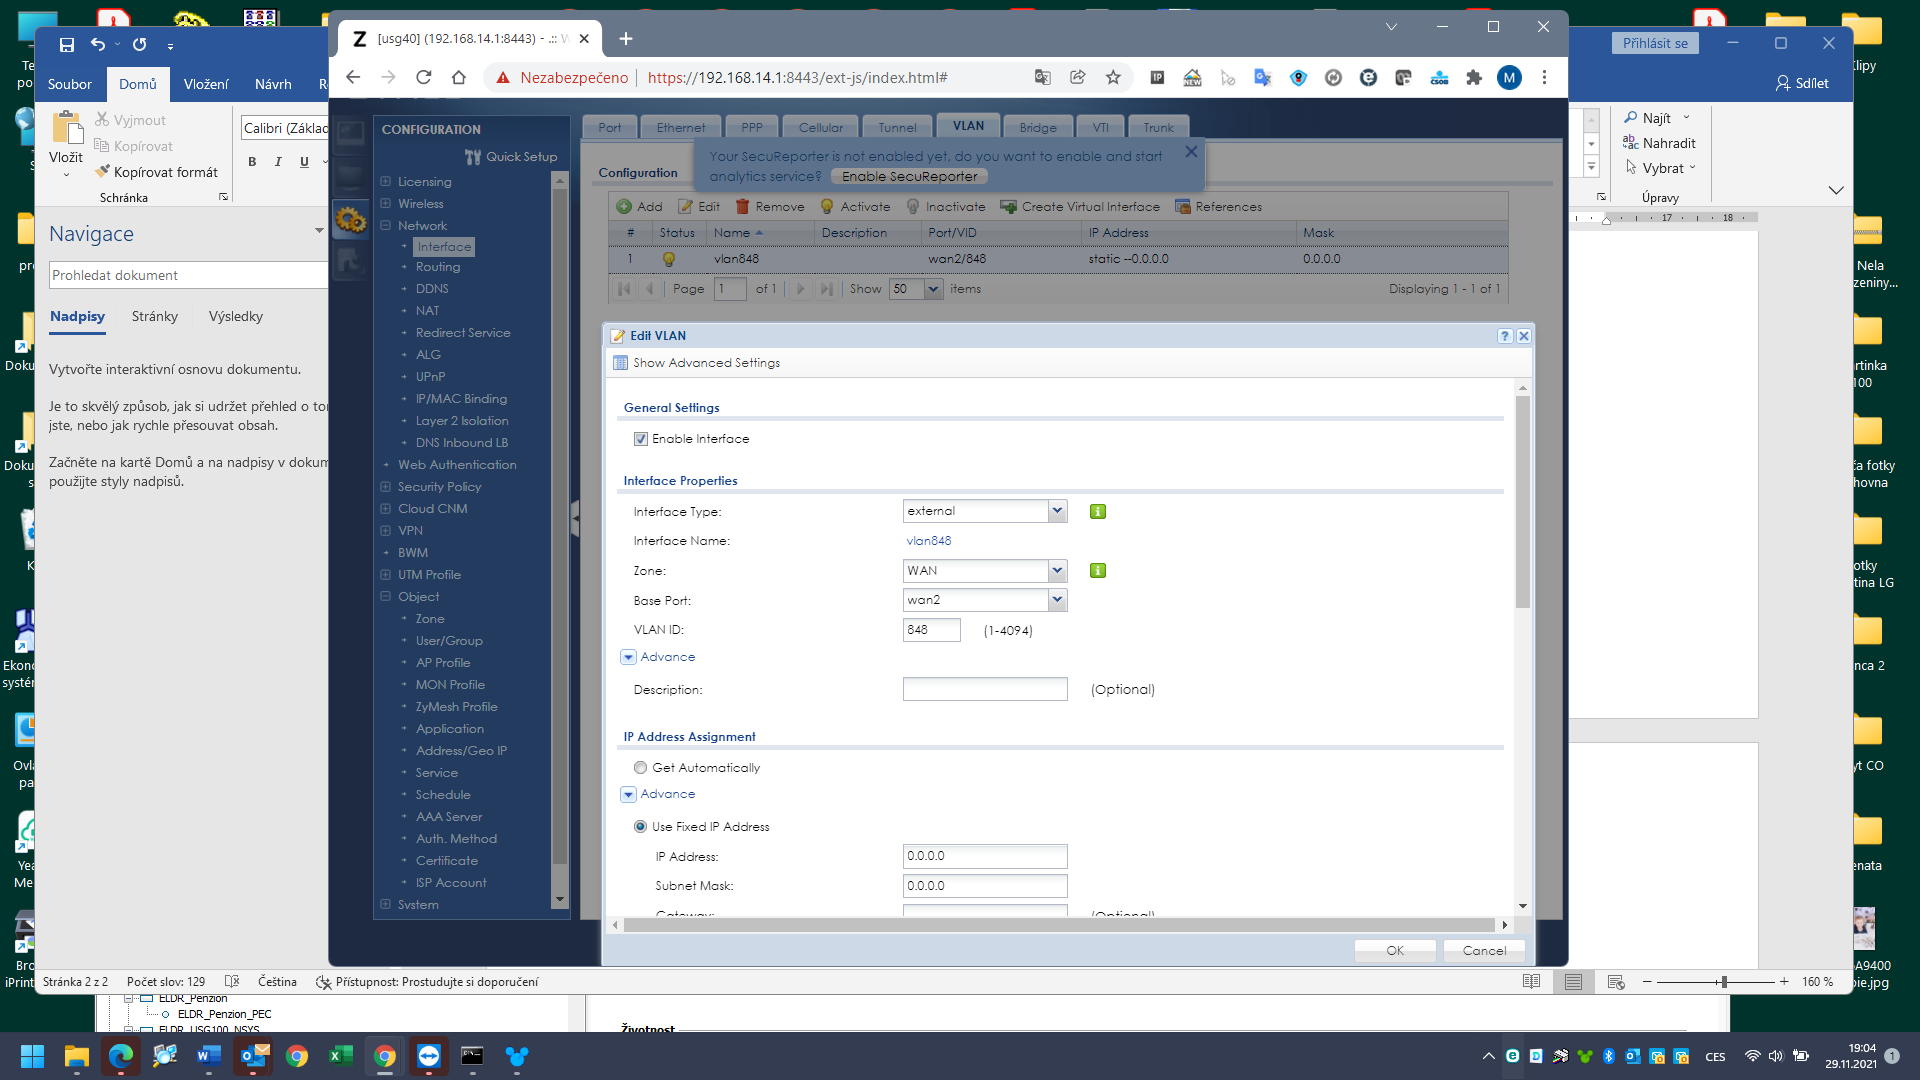 Přihlásit se
[usg40] (192.168.14.1:8443) - .::
Soubor
Domů
Vložení
Návrh
Sdílet
Nezabezpečeno
https://192.168.14.1:8443/ext-js/index.html#
Vyjmout
Kopírovat
Kopírovat formát
Vložit
Schránka
Calibri (Základ
B I U
Najít
Nahradit
Vybrat
Úpravy
17 18
Navigace
Prohledat dokument
Nadpisy
Stránky
Výsledky
Vytvořte interaktivní osnovu dokumentu.
Je to skvělý způsob, jak si udržet přehled o tom
jste, nebo jak rychle přesouvat obsah.
Začněte na kartě Domů a na nadpisy v dokum
použijte styly nadpisů.
CONFIGURATION
Quick Setup
Licensing
Wireless
Network
Interface
Routing
DDNS
NAT
Redirect Service
ALG
UPnP
IP/MAC Binding
Layer 2 Isolation
DNS Inbound LB
Web Authentication
Security Policy
Cloud CNM
VPN
BWM
UTM Profile
Object
Zone
User/Group
AP Profile
MON Profile
ZyMesh Profile
Application
Address/Geo IP
Service
Schedule
AAA Server
Auth. Method
Certificate
ISP Account
System
Port
Ethernet
PPP
Cellular
Tunnel
VLAN
Bridge
VTI
Trunk
Your SecuReporter is not enabled yet, do you want to enable and start
analytics service?
Enable SecuReporter
Configuration
Add
Edit
Remove
Activate
Inactivate
Create Virtual Interface
References
# Status Name Description Port/VID IP Address Mask
1 vlan848 wan2/848 static --0.0.0.0 0.0.0.0
Page 1 of 1 Show 50 items
Displaying 1 - 1 of 1
Edit VLAN
Show Advanced Settings
General Settings
Enable Interface
Interface Properties
Interface Type: external
Interface Name: vlan848
Zone: WAN
Base Port: wan2
VLAN ID: 848 (1-4094)
Advance
Description: (Optional)
IP Address Assignment
Get Automatically
Advance
Use Fixed IP Address
IP Address: 0.0.0.0
Subnet Mask: 0.0.0.0
Gateway: (Optional)
OK
Cancel
Stránka 2 z 2
Počet slov: 129
Čeština
Přístupnost: Prostudujte si doporučení
160 %
ELDR_Penzion
ELDR_Penzion_PEC
ELDR_USG100_NSYS
Životnost
CES
19:04
29.11.2021
1